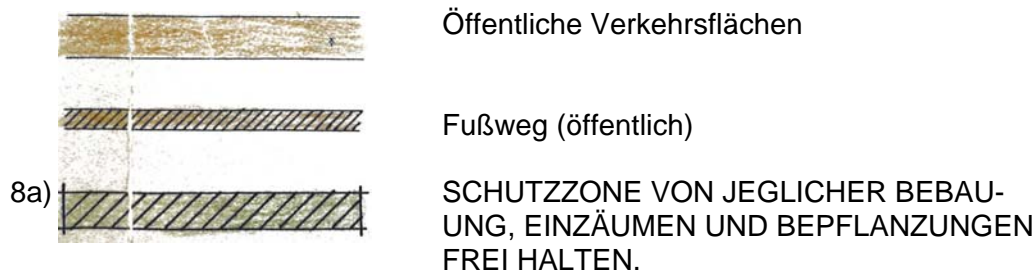 Öffentliche Verkehrsflächen
Fußweg (öffentlich)
8a) SCHUTZZONE VON JEGLICHER BEBAU-
UNG, EINZÄUMEN UND BEPFLANZUNGEN
FREI HALTEN.